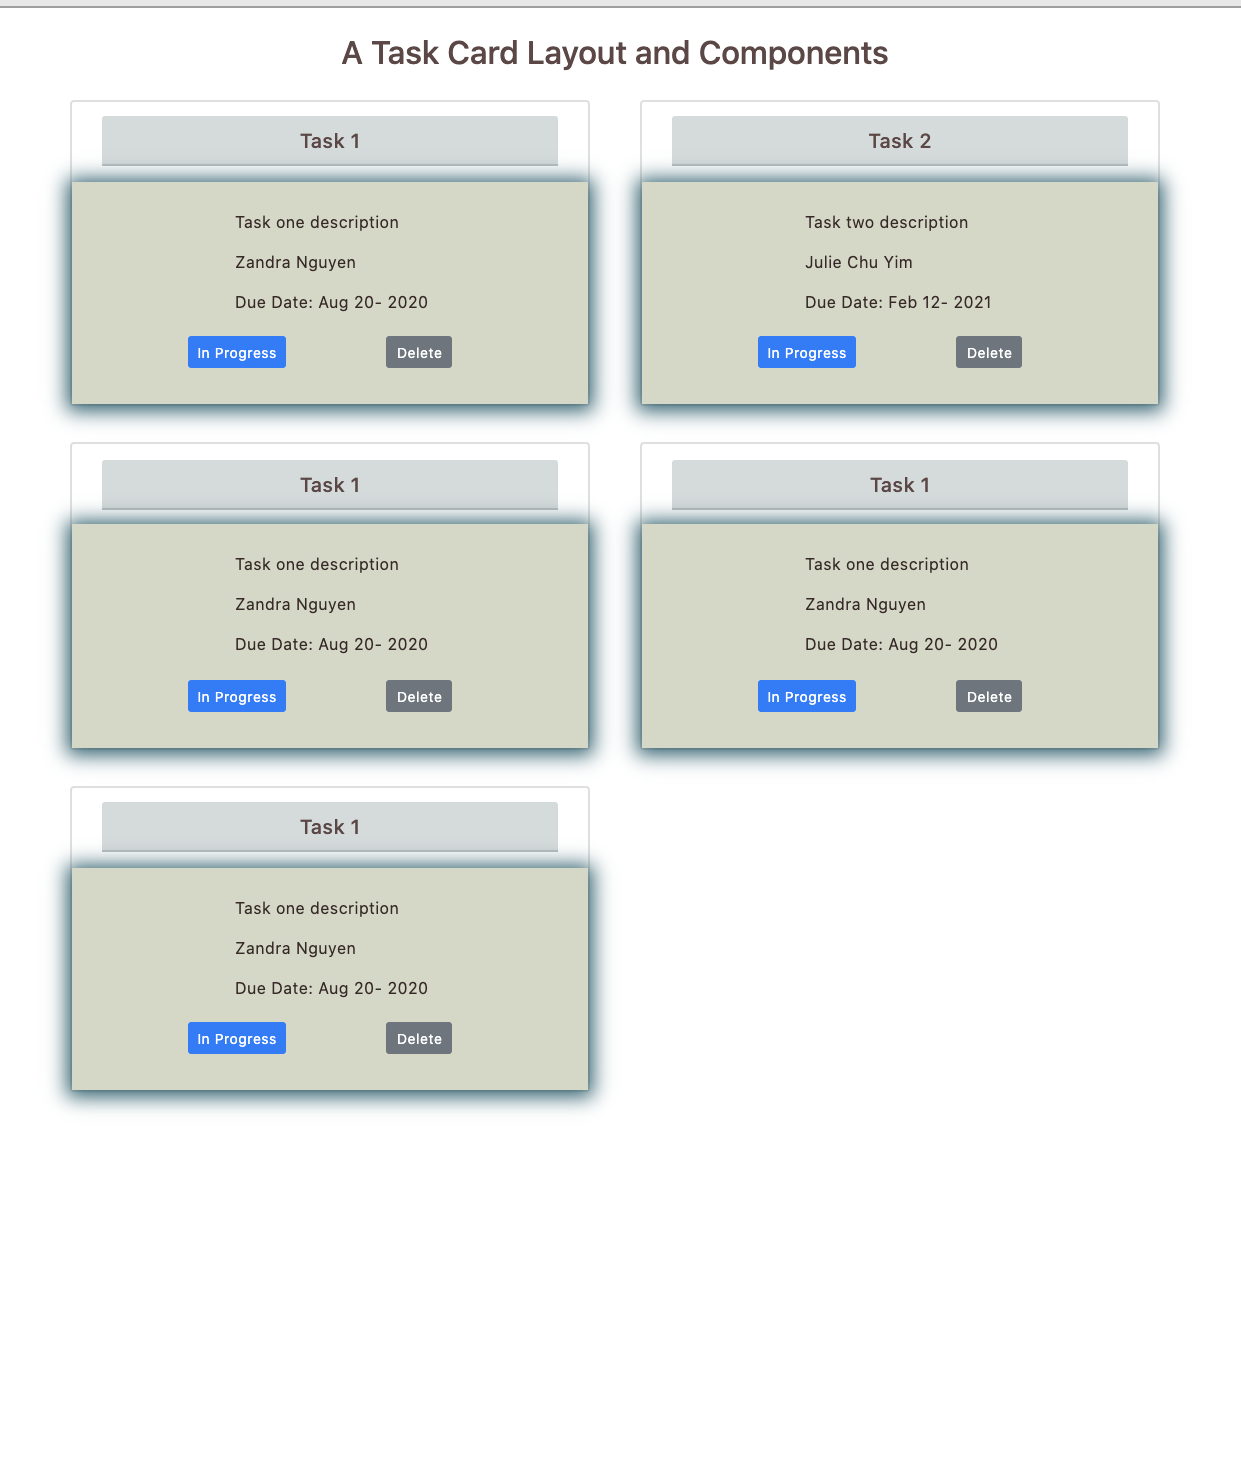 A Task Card Layout and Components
Task 1
Task one description
Zandra Nguyen
Due Date: Aug 20- 2020
In Progress
Delete
Task 2
Task two description
Julie Chu Yim
Due Date: Feb 12- 2021
In Progress
Delete
Task 1
Task one description
Zandra Nguyen
Due Date: Aug 20- 2020
In Progress
Delete
Task 1
Task one description
Zandra Nguyen
Due Date: Aug 20- 2020
In Progress
Delete
Task 1
Task one description
Zandra Nguyen
Due Date: Aug 20- 2020
In Progress
Delete